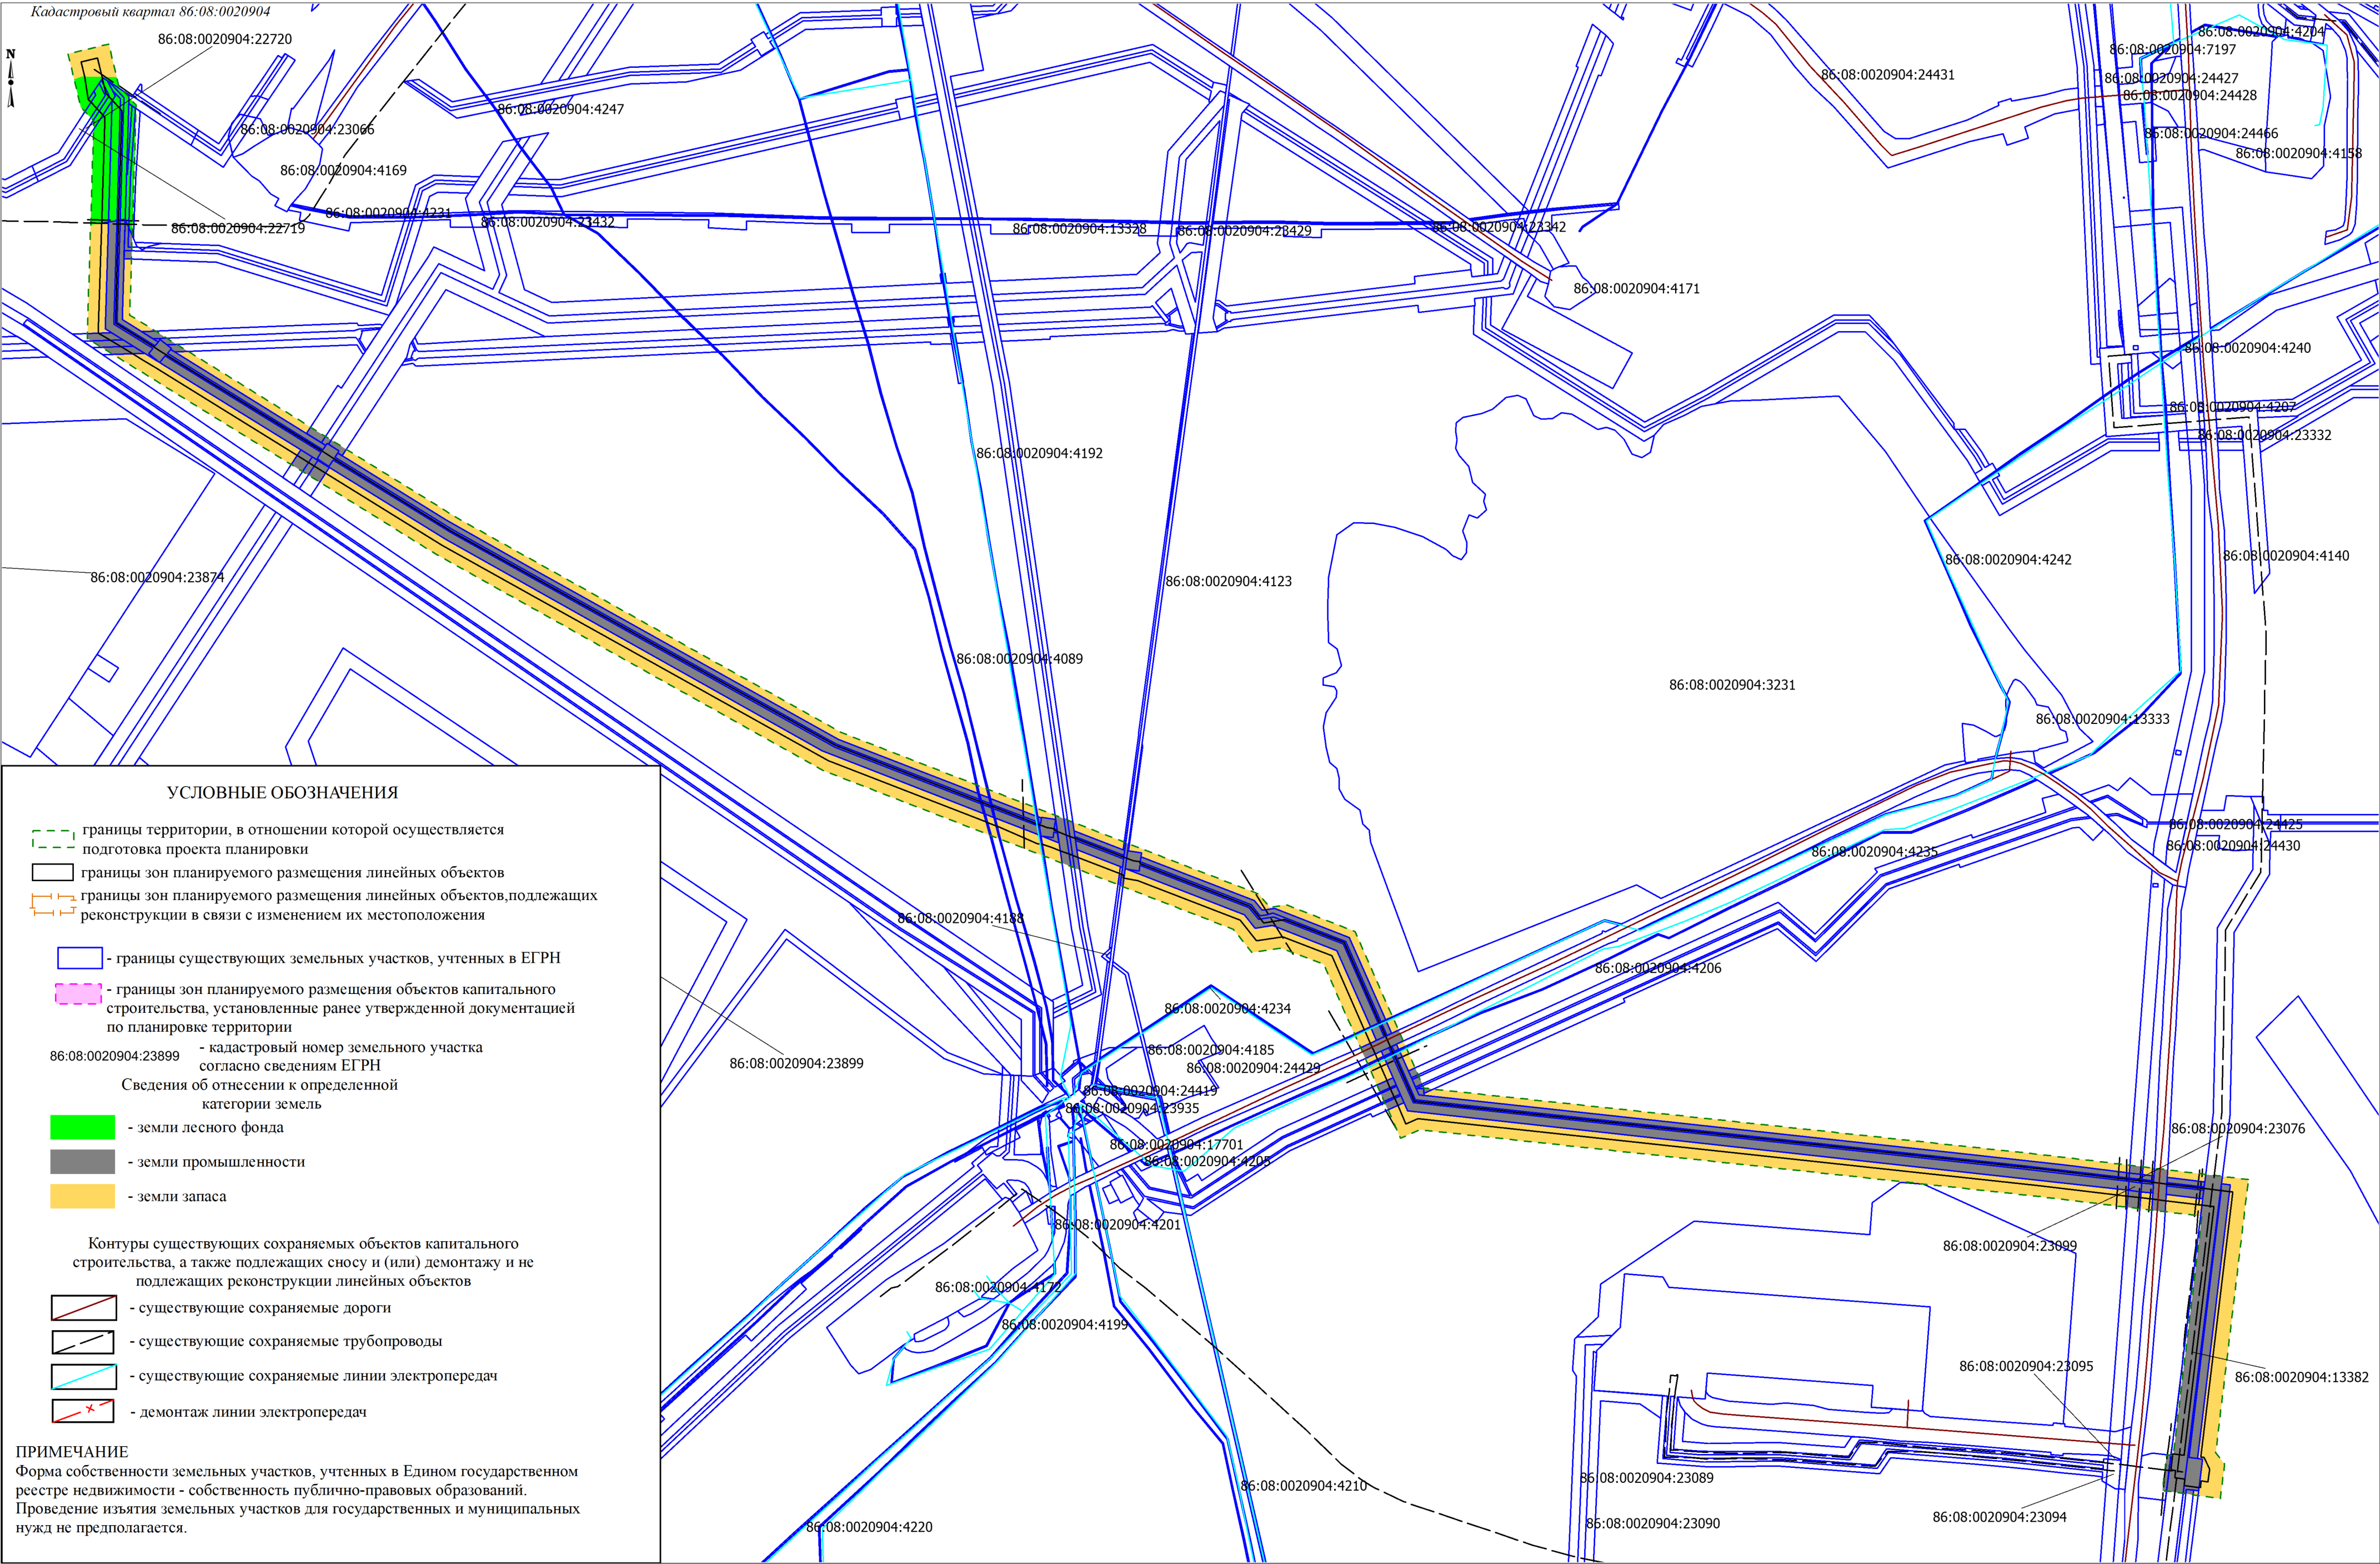 Кадастровый квартал 86:08:0020904
N
86:08:0020904:22720
86:08:0020904:4204
86:08:0020904:7197
86:08:0020904:24431
86:08:0020904:24427
86:08:0020904:24428
86:08:0020904:4247
86:08:0020904:23066
86:08:0020904:24466
86:08:0020904:4158
86:08:0020904:4169
86:08:0020904:4231
86:08:0020904:23432
86:08:0020904:22719
86:08:0020904:13328
86:08:0020904:23429
86:08:0020904:23342
86:08:0020904:4171
86:08:0020904:4240
86:08:0020904:4207
86:08:0020904:23332
86:08:0020904:4192
86:08:0020904:4242
86:08:0020904:4140
86:08:0020904:23874
86:08:0020904:4123
86:08:0020904:4089
86:08:0020904:3231
86:08:0020904:13333
86:08:0020904:24425
86:08:0020904:24430
86:08:0020904:4235
86:08:0020904:4188
86:08:0020904:4206
86:08:0020904:4234
86:08:0020904:4185
86:08:0020904:23899
86:08:0020904:24429
86:08:0020904:24419
86:08:0020904:23935
86:08:0020904:23076
86:08:0020904:17701
86:08:0020904:4205
86:08:0020904:4201
86:08:0020904:23099
86:08:0020904:4172
86:08:0020904:4199
86:08:0020904:23095
86:08:0020904:13382
86:08:0020904:23089
86:08:0020904:4210
86:08:0020904:23094
86:08:0020904:23090
86:08:0020904:4220
УСЛОВНЫЕ ОБОЗНАЧЕНИЯ
границы территории, в отношении которой осуществляется
подготовка проекта планировки
границы зон планируемого размещения линейных объектов
границы зон планируемого размещения линейных объектов,подлежащих
реконструкции в связи с изменением их местоположения
- границы существующих земельных участков, учтенных в ЕГРН
- границы зон планируемого размещения объектов капитального
строительства, установленные ранее утвержденной документацией
по планировке территории
86:08:0020904:23899 - кадастровый номер земельного участка
согласно сведениям ЕГРН
Сведения об отнесении к определенной
категории земель
- земли лесного фонда
- земли промышленности
- земли запаса
Контуры существующих сохраняемых объектов капитального
строительства, а также подлежащих сносу и (или) демонтажу и не
подлежащих реконструкции линейных объектов
- существующие сохраняемые дороги
- существующие сохраняемые трубопроводы
- существующие сохраняемые линии электропередач
- демонтаж линии электропередач
ПРИМЕЧАНИЕ
Форма собственности земельных участков, учтенных в Едином государственном
реестре недвижимости - собственность публично-правовых образований.
Проведение изъятия земельных участков для государственных и муниципальных
нужд не предполагается.